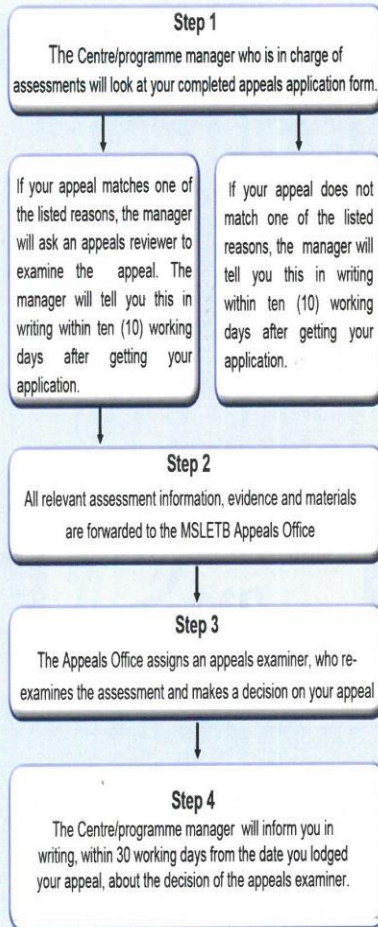 Step 1
The Centre/programme manager who is in charge of
assessments will look at your completed appeals application form.
If your appeal matches one of
the listed reasons, the manager
will ask an appeals reviewer to
examine the appeal. The
manager will tell you this in
writing within ten (10) working
days after getting your
application.
If your appeal does not
match one of the listed
reasons, the manager will
tell you this in writing
within ten (10) working
days after getting your
application.
Step 2
All relevant assessment information, evidence and materials
are forwarded to the MSLETB Appeals Office
Step 3
The Appeals Office assigns an appeals examiner, who re-
examines the assessment and makes a decision on your appeal
Step 4
The Centre/programme manager will inform you in
writing, within 30 working days from the date you lodged
your appeal, about the decision of the appeals examiner.